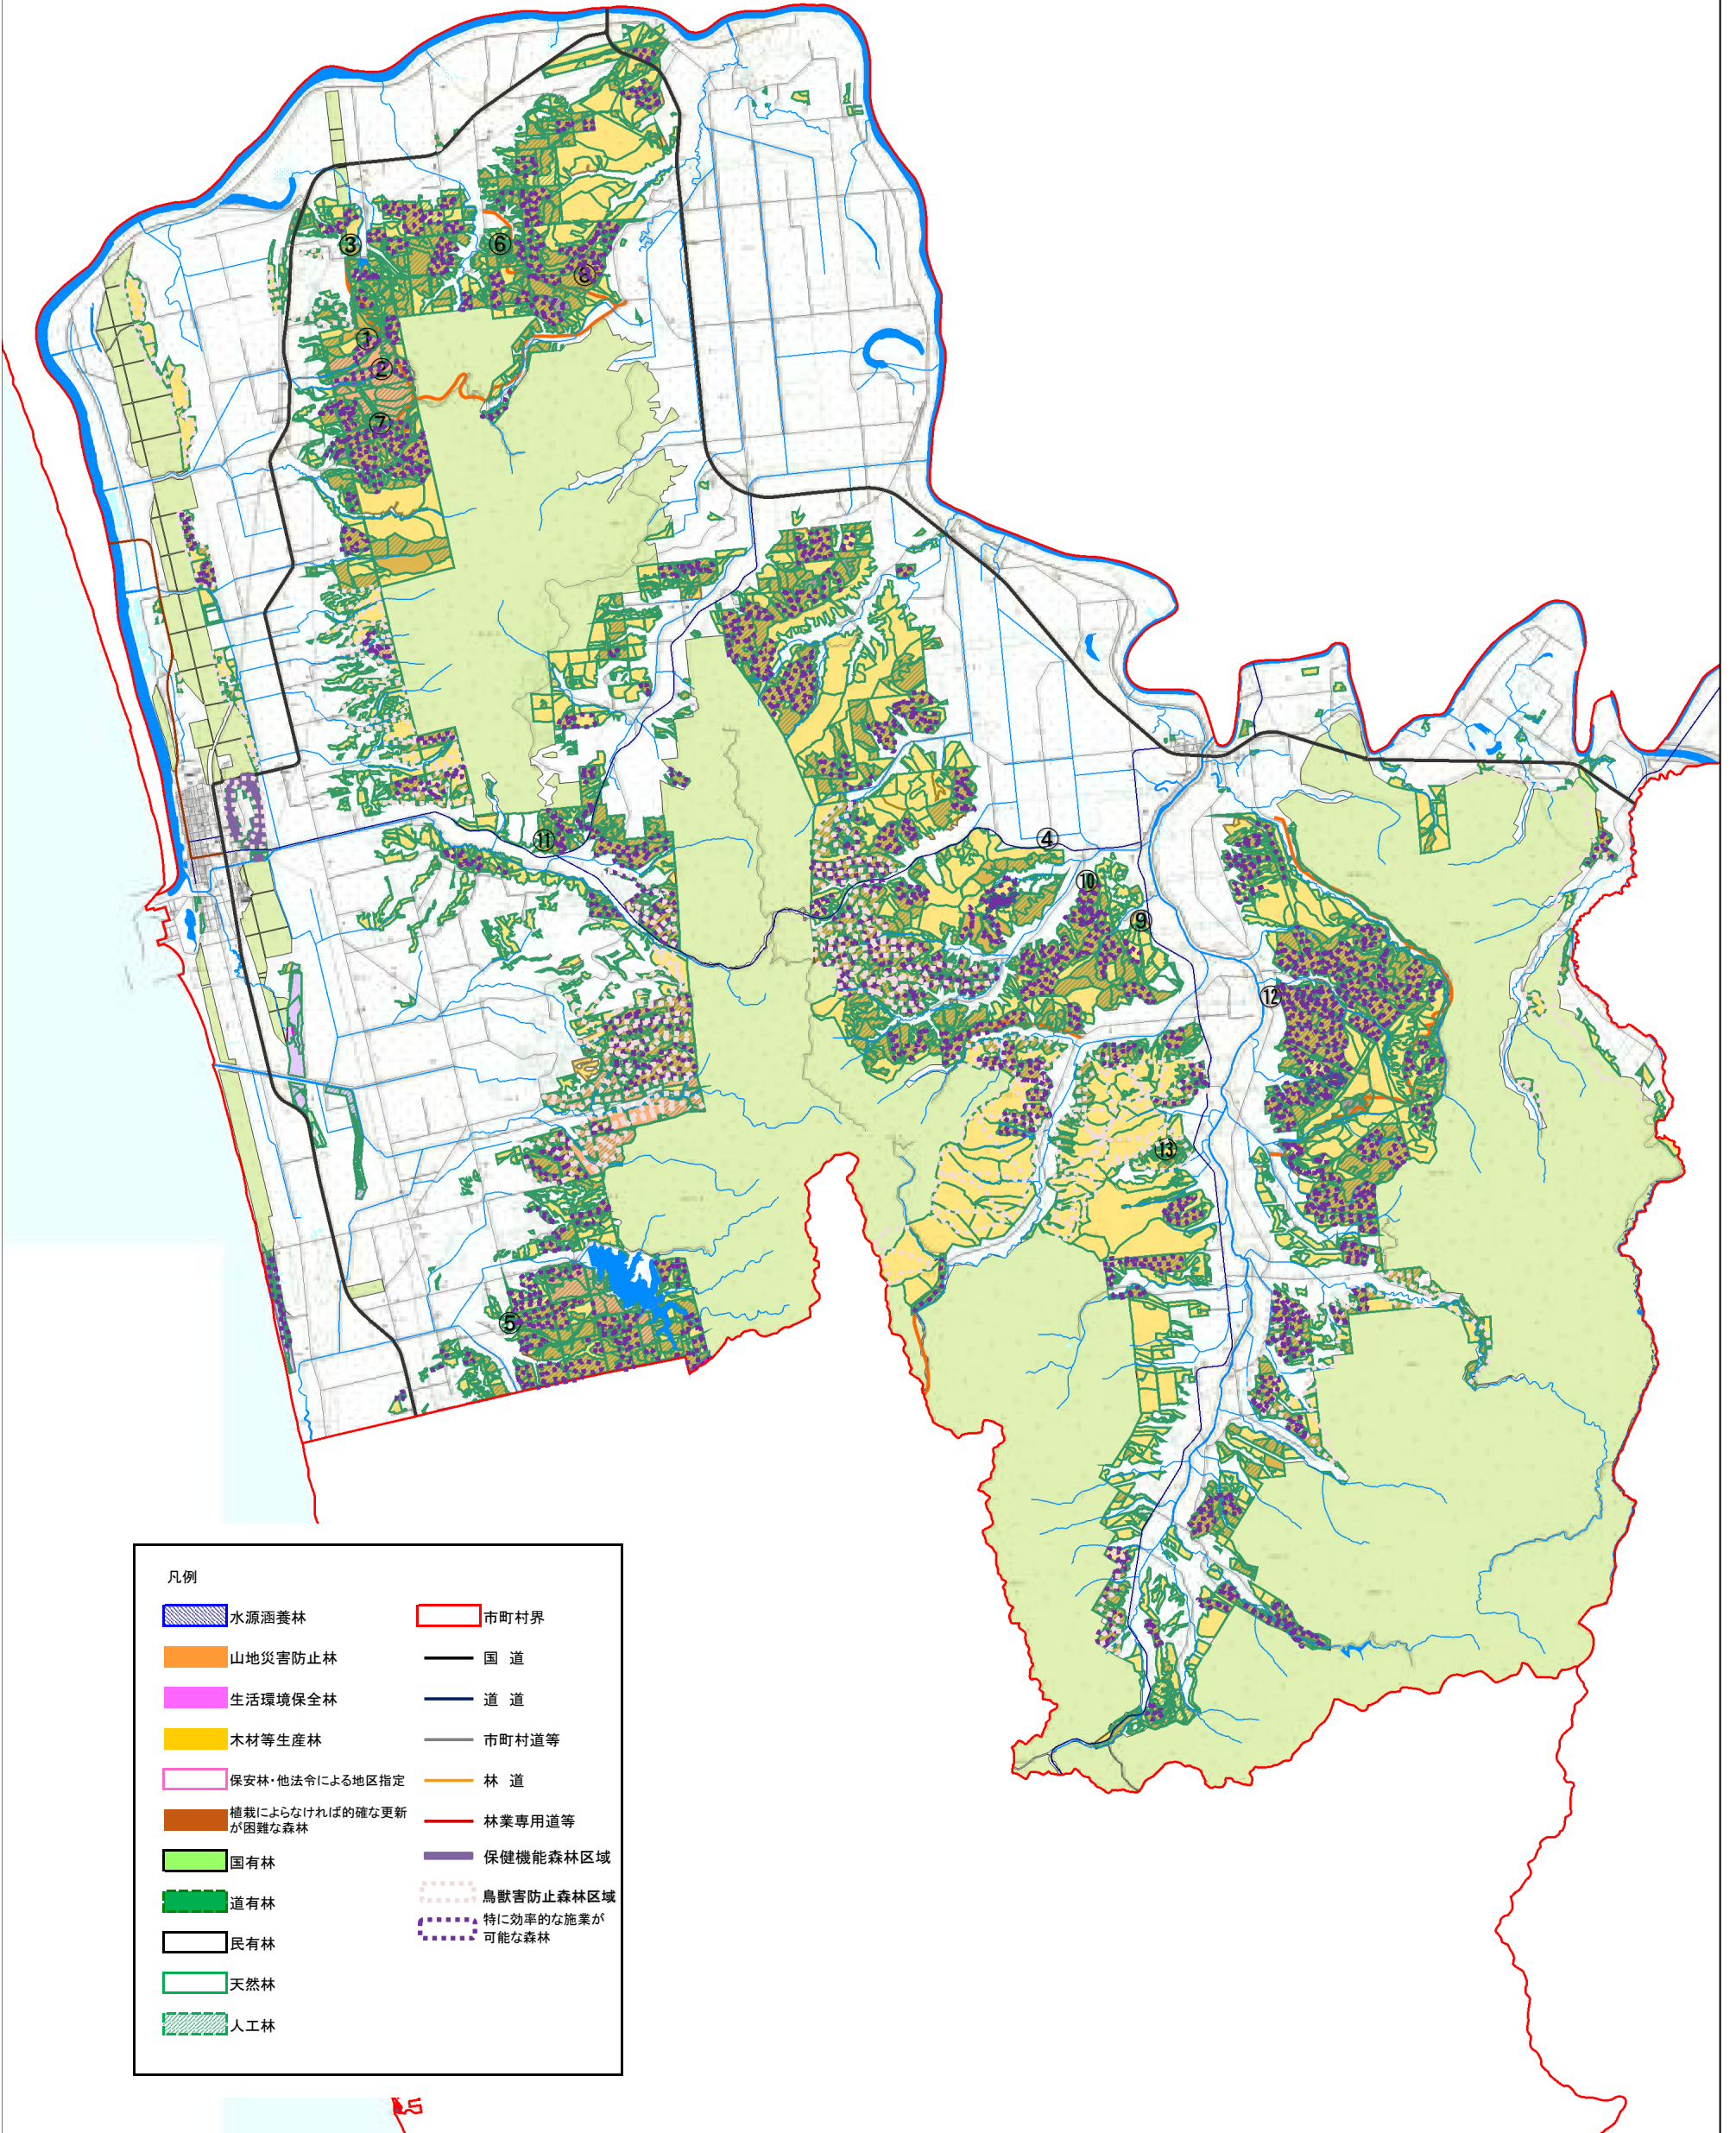 ③
⑥
⑧
①
②
⑦
⑪
④
⑩
⑨
⑫
⑬
⑤
凡例
水源涵養林
山地災害防止林
生活環境保全林
木材等生産林
保安林・他法令による地区指定
植栽によらなければ的確な更新
が困難な森林
国有林
道有林
民有林
天然林
人工林
市町村界
国 道
道 道
市町村道等
林 道
林業専用道等
保健機能森林区域
鳥獣害防止森林区域
特に効率的な施業が
可能な森林